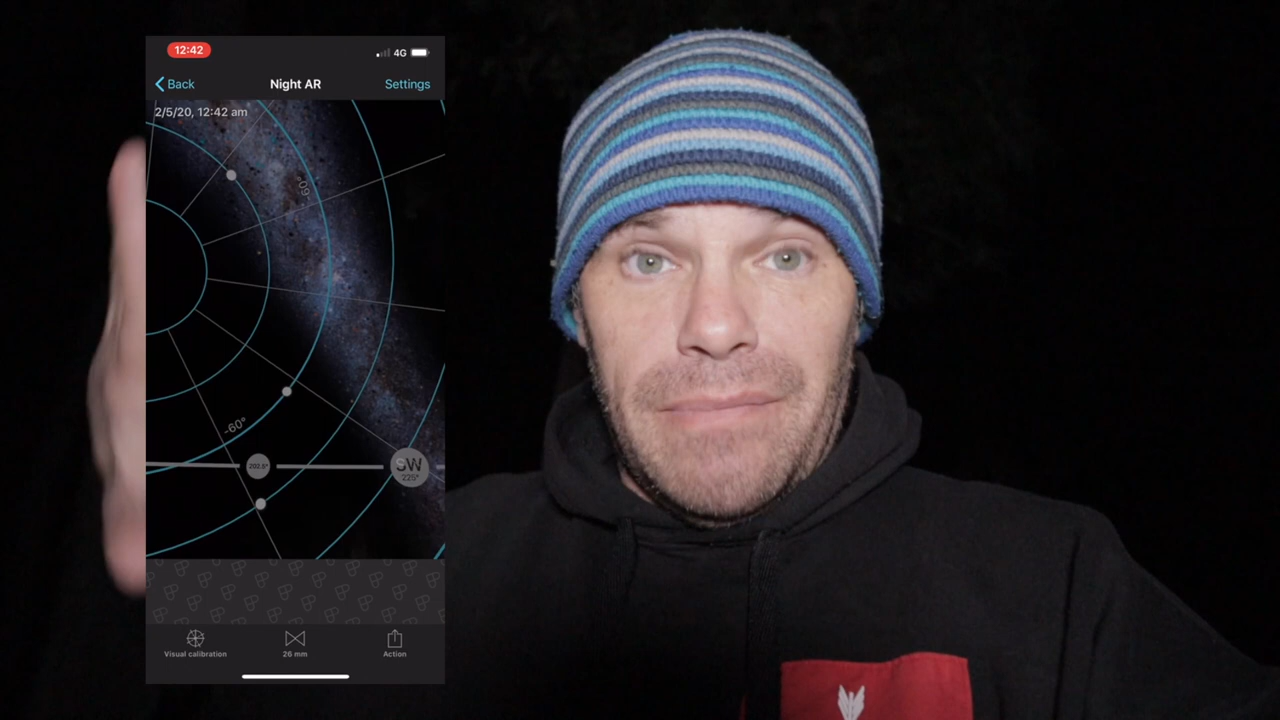 12:42
4G
Back
Night AR
Settings
2/5/20, 12:42 am
-60°
-60°
202.5°
SW
225°
Visual calibration
26 mm
Action